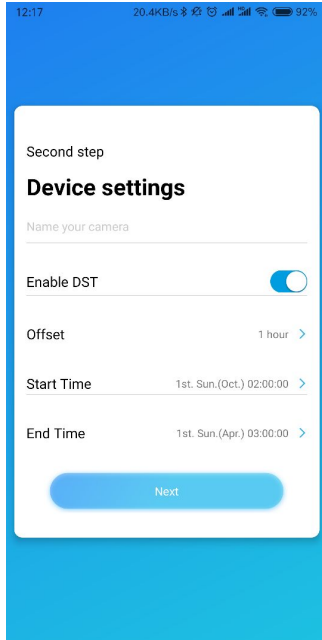 12:17 20.4KB/s 92%
Second step
Device settings
Name your camera
Enable DST
Offset 1 hour
Start Time 1st. Sun.(Oct.) 02:00:00
End Time 1st. Sun.(Apr.) 03:00:00
Next